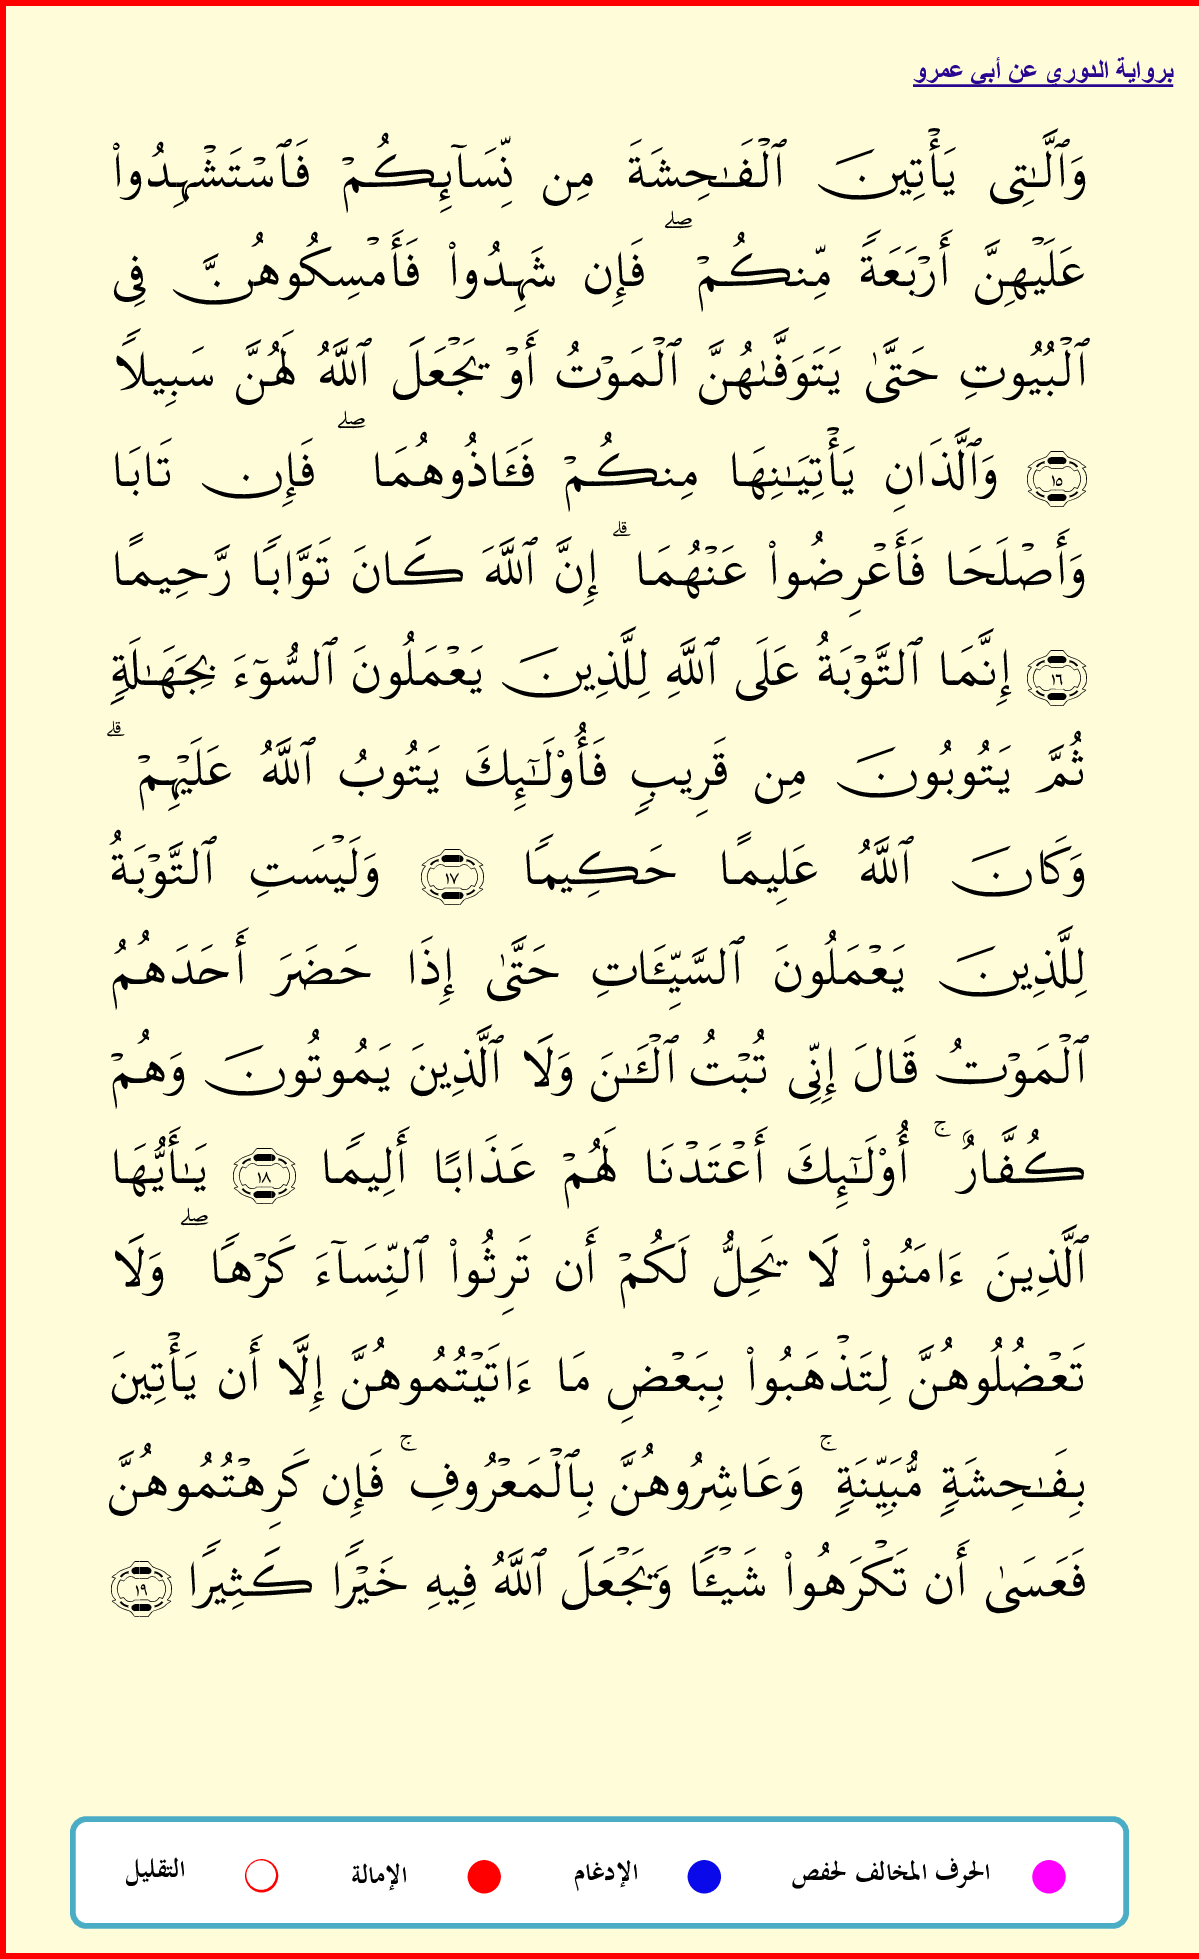 برواية الدوري عن أبي عمرو
وَٱلَّٰتِى يَأۡتِينَ ٱلۡفَٰحِشَةَ مِن نِّسَآئِكُمۡ فَٱسۡتَشۡهِدُوا۟
عَلَيۡهِنَّ أَرۡبَعَةً مِّنكُمۡ ۖ فَإِن شَهِدُوا۟ فَأَمۡسِكُوهُنَّ فِى
ٱلۡبُيُوتِ حَتَّىٰ يَتَوَفَّىٰهُنَّ ٱلۡمَوۡتُ أَوۡ يَجۡعَلَ ٱللَّهُ لَهُنَّ سَبِيلًا
١٥ وَٱلَّذَانِ يَأۡتِيَٰنِهَا مِنكُمۡ فَـَٔاذُوهُمَا ۖ فَإِن تَابَا
وَأَصۡلَحَا فَأَعۡرِضُوا۟ عَنۡهُمَا ۗ إِنَّ ٱللَّهَ كَانَ تَوَّابًا رَّحِيمًا
١٦ إِنَّمَا ٱلتَّوۡبَةُ عَلَى ٱللَّهِ لِلَّذِينَ يَعۡمَلُونَ ٱلسُّوٓءَ بِجَهَٰلَةٍ
ثُمَّ يَتُوبُونَ مِن قَرِيبٍ فَأُو۟لَٰٓئِكَ يَتُوبُ ٱللَّهُ عَلَيۡهِمۡ ۗ
وَكَانَ ٱللَّهُ عَلِيمًا حَكِيمًا ١٧ وَلَيۡسَتِ ٱلتَّوۡبَةُ
لِلَّذِينَ يَعۡمَلُونَ ٱلسَّيِّـَٔاتِ حَتَّىٰ إِذَا حَضَرَ أَحَدَهُمُ
ٱلۡمَوۡتُ قَالَ إِنِّى تُبۡتُ ٱلۡـَٰٔنَ وَلَا ٱلَّذِينَ يَمُوتُونَ وَهُمۡ
كُفَّارٌ ۚ أُو۟لَٰٓئِكَ أَعۡتَدۡنَا لَهُمۡ عَذَابًا أَلِيمًا ١٨ يَٰأَيُّهَا
ٱلَّذِينَ ءَامَنُوا۟ لَا يَحِلُّ لَكُمۡ أَن تَرِثُوا۟ ٱلنِّسَآءَ كَرۡهًا ۖ وَلَا
تَعۡضُلُوهُنَّ لِتَذۡهَبُوا۟ بِبَعۡضِ مَا ءَاتَيۡتُمُوهُنَّ إِلَّا أَن يَأۡتِينَ
بِفَٰحِشَةٍ مُّبَيِّنَةٍ ۚ وَعَاشِرُوهُنَّ بِٱلۡمَعۡرُوفِ ۚ فَإِن كَرِهۡتُمُوهُنَّ
فَعَسَىٰ أَن تَكۡرَهُوا۟ شَيۡـًٔا وَيَجۡعَلَ ٱللَّهُ فِيهِ خَيۡرًا كَثِيرًا ١٩
الحرف المخالف لحفص الإدغام الإمالة التقليل